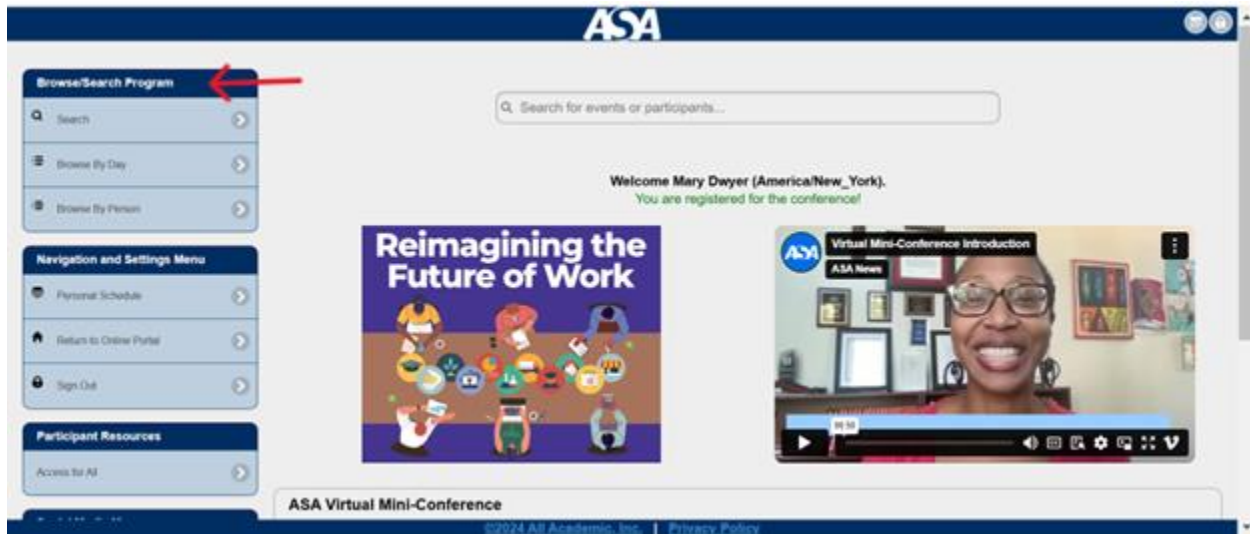 ASA
Browse/Search Program
Search
Browse By Day
Browse By Person
Navigation and Settings Menu
Personal Schedule
Return to Online Portal
Sign Out
Participant Resources
Access for All
Search for events or participants...
Welcome Mary Dwyer (America/New_York).
You are registered for the conference!
Reimagining the
Future of Work
ASA
Virtual Mini-Conference Introduction
ASA News
ASA Virtual Mini-Conference
©2024 All Academic, Inc. | Privacy Policy